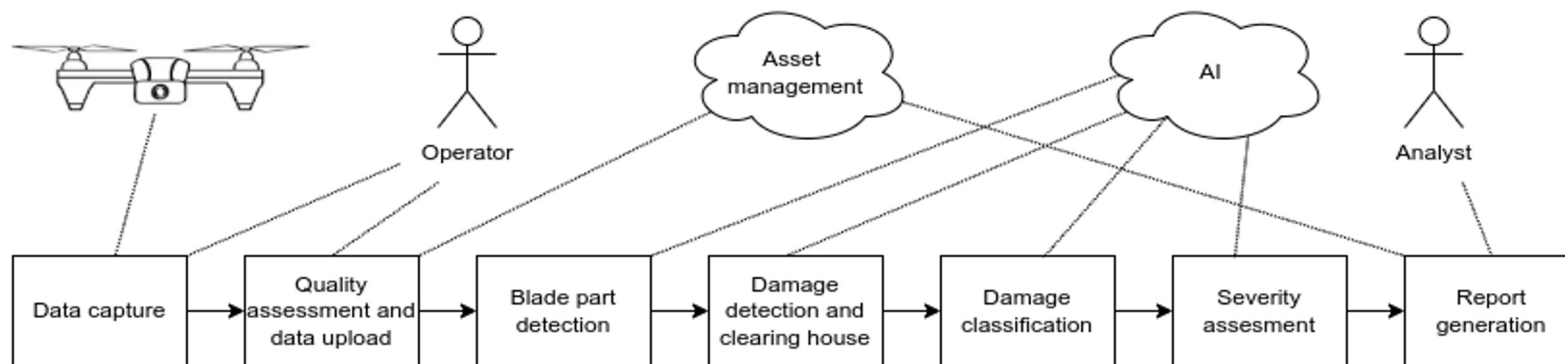 Asset
management
AI
Operator
Analyst
Data capture
Quality
assessment and
data upload
Blade part
detection
Damage
detection and
clearing house
Damage
classification
Severity
assesment
Report
generation